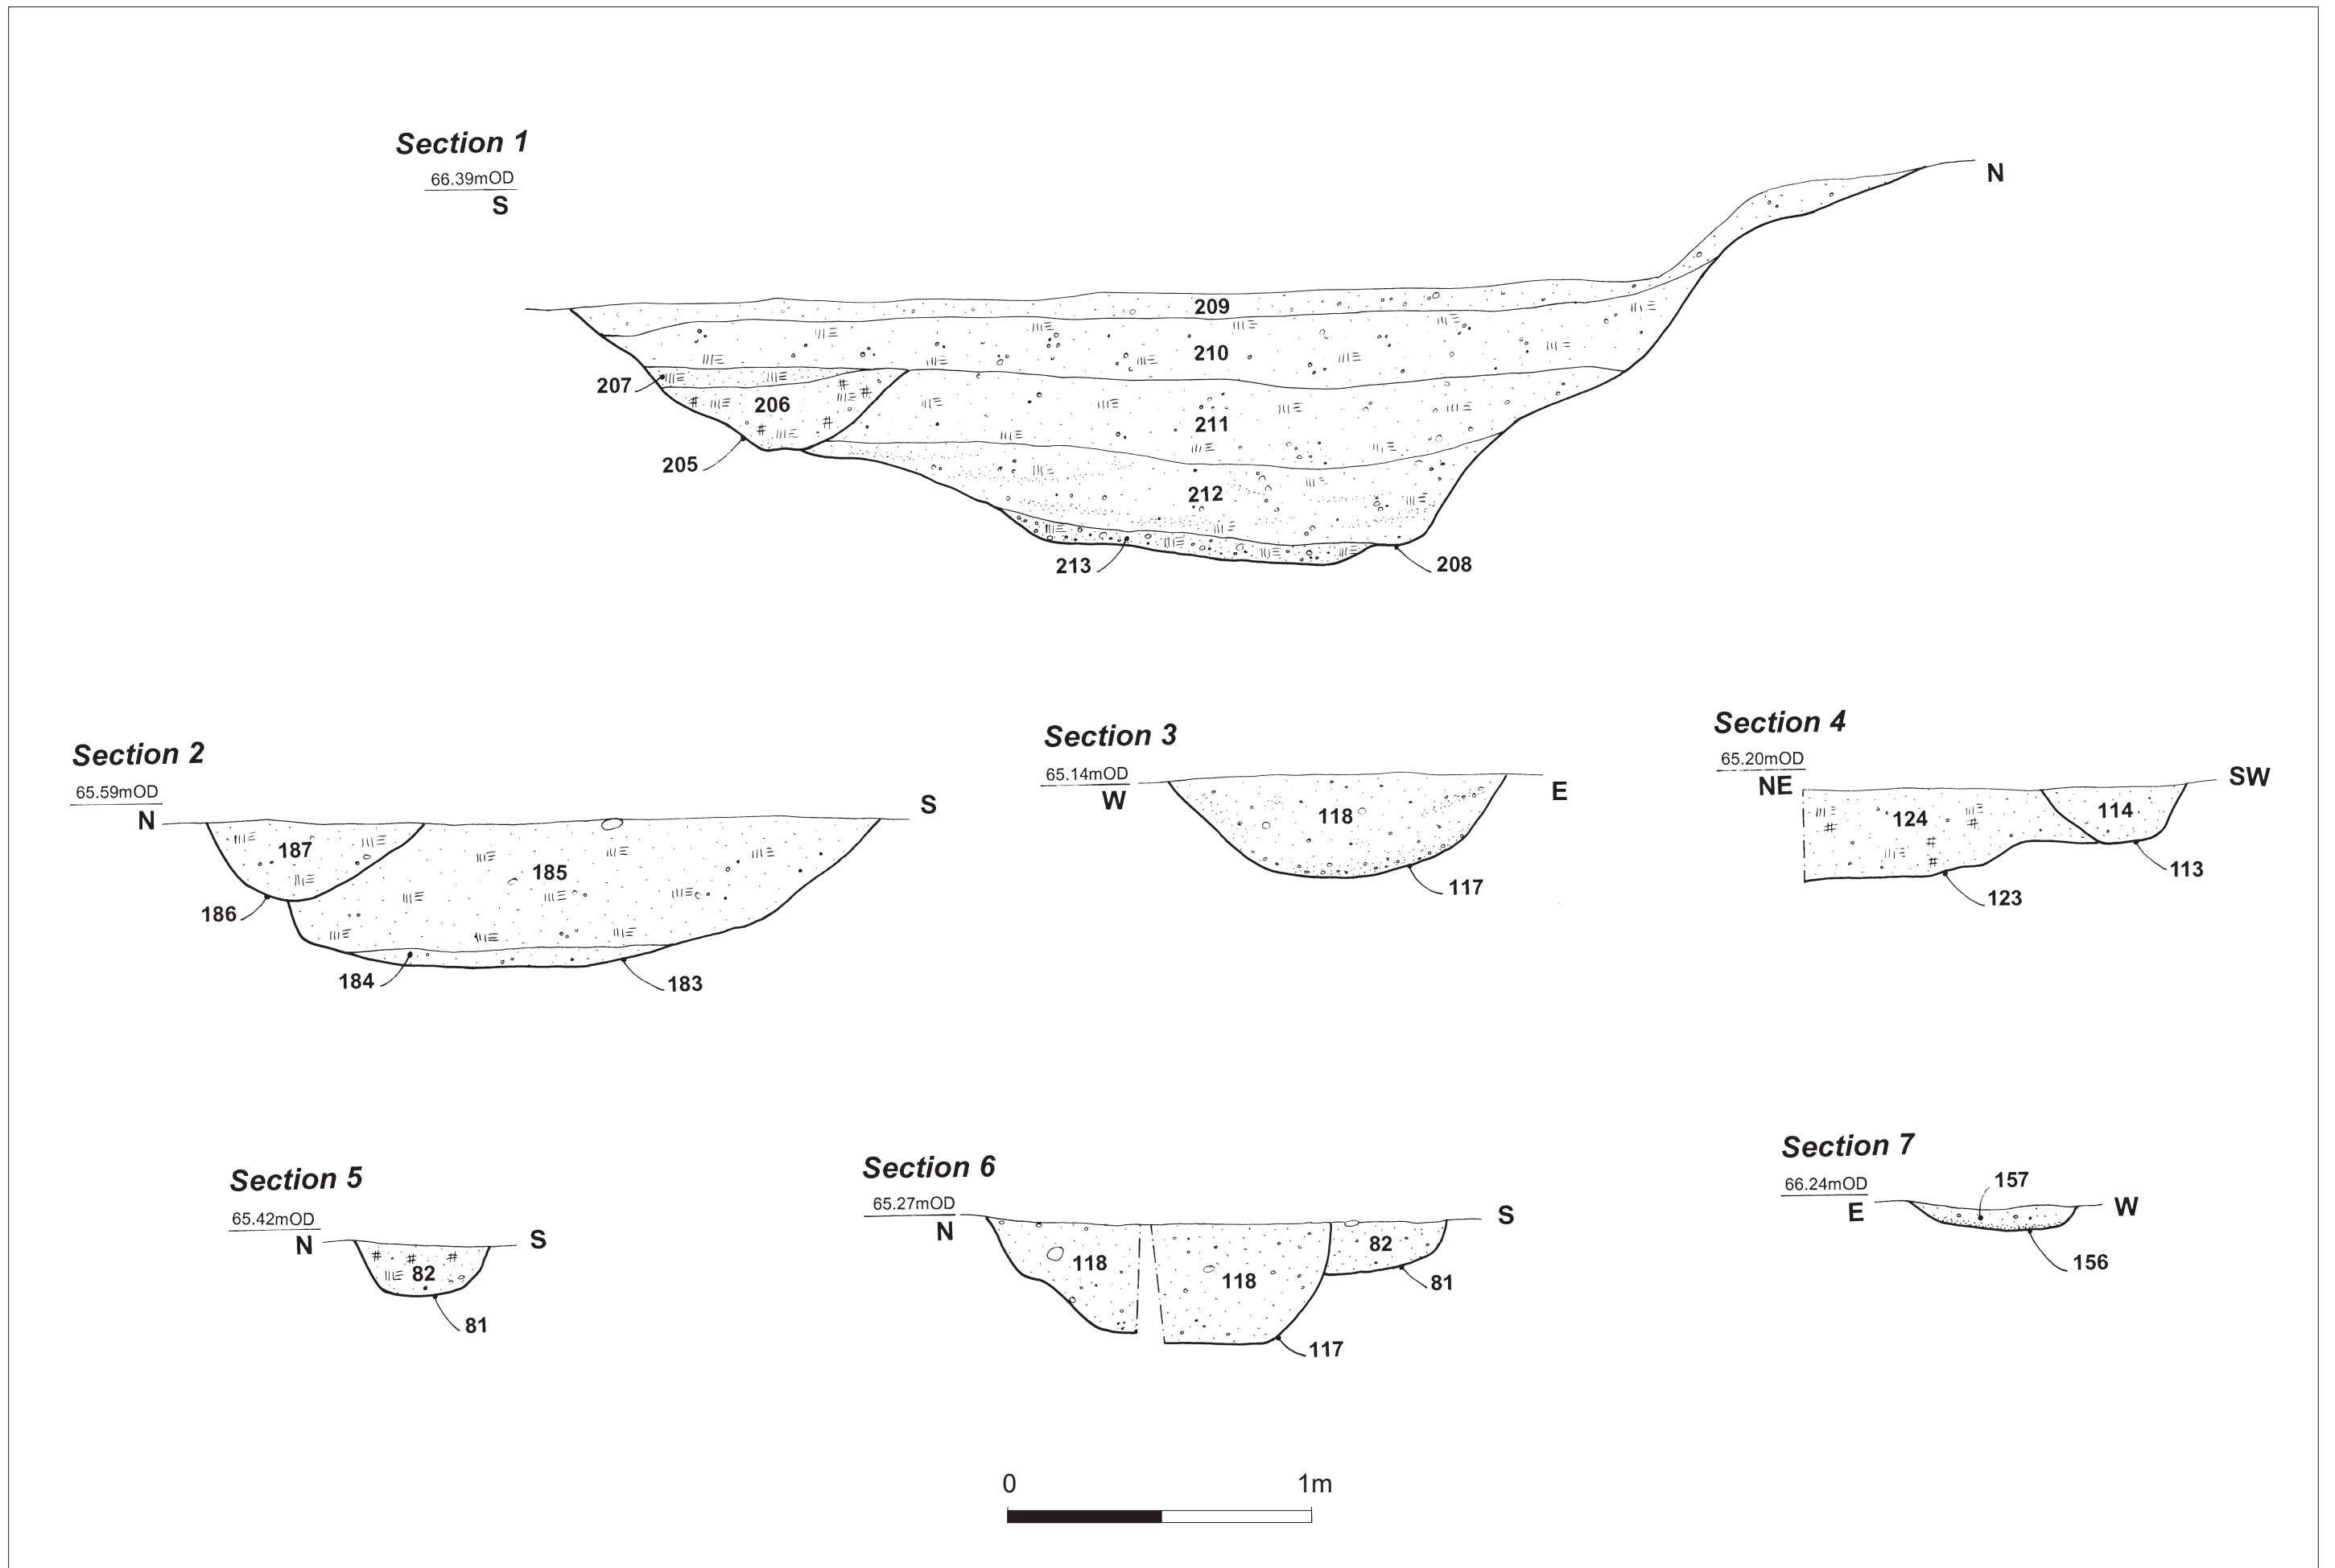 Section 1
66.39mOD
S
N
209
210
207
206
211
205
212
213
208
Section 2
65.59mOD
N
S
187
185
186
184
183
Section 3
65.14mOD
W
E
118
117
Section 4
65.20mOD
NE
SW
124
114
113
123
Section 5
65.42mOD
N
S
82
81
Section 6
65.27mOD
N
S
118
118
82
81
117
Section 7
66.24mOD
E
W
157
156
0 1m